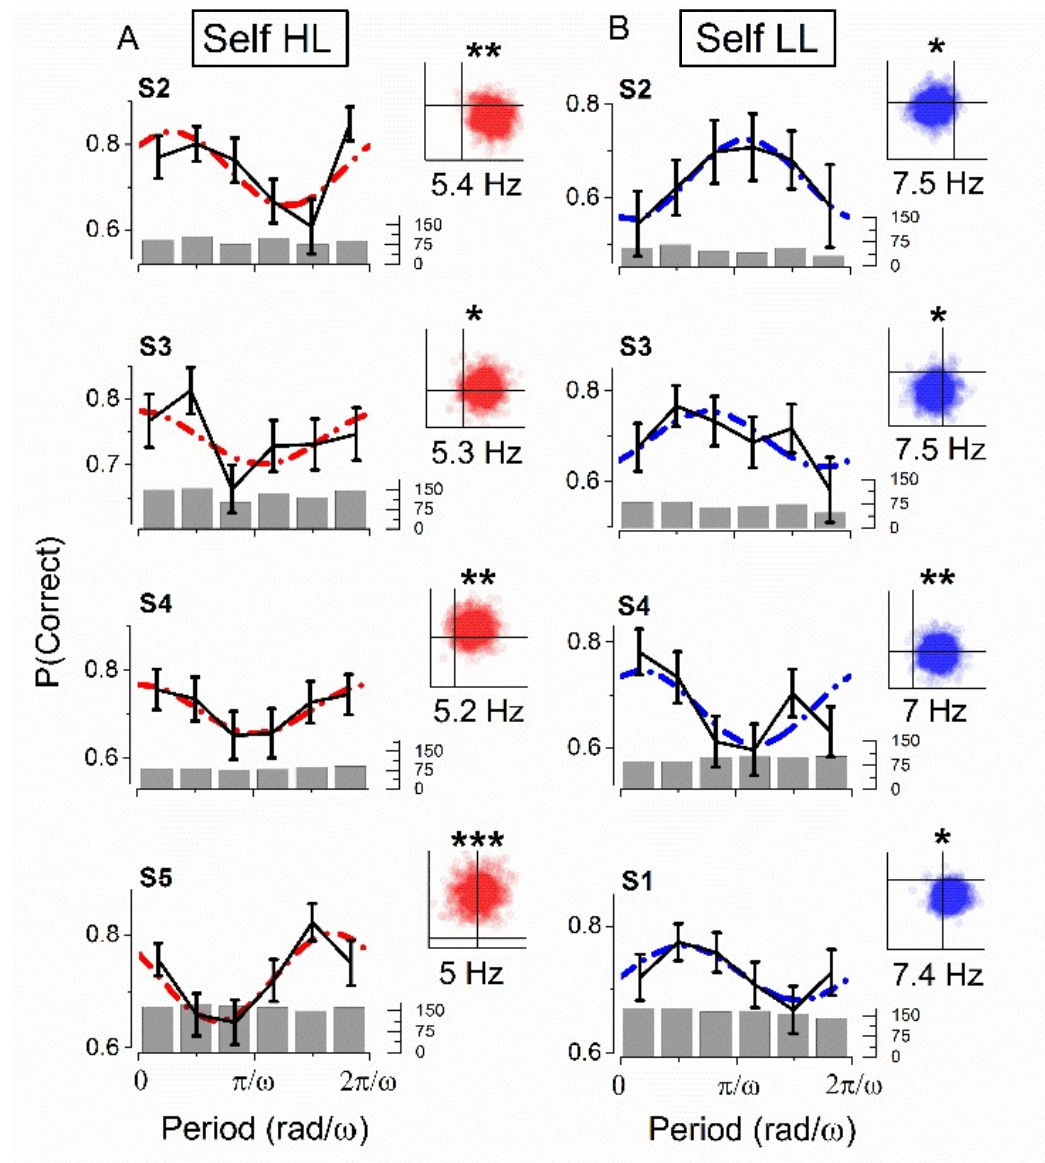 A
Self HL
B
Self LL
S2
**
0.8
0.6
150
75
0
5.4 Hz
S2
*
0.8
0.6
150
75
0
7.5 Hz
S3
*
0.8
0.7
150
75
0
5.3 Hz
S3
*
0.8
0.6
150
75
0
7.5 Hz
P(Correct)
S4
**
0.8
0.6
150
75
0
5.2 Hz
S4
**
0.8
0.6
150
75
0
7 Hz
S5
***
0.8
0.6
150
75
0
5 Hz
0 π/ω 2π/ω
Period (rad/ω)
S1
*
0.8
0.6
150
75
0
7.4 Hz
0 π/ω 2π/ω
Period (rad/ω)